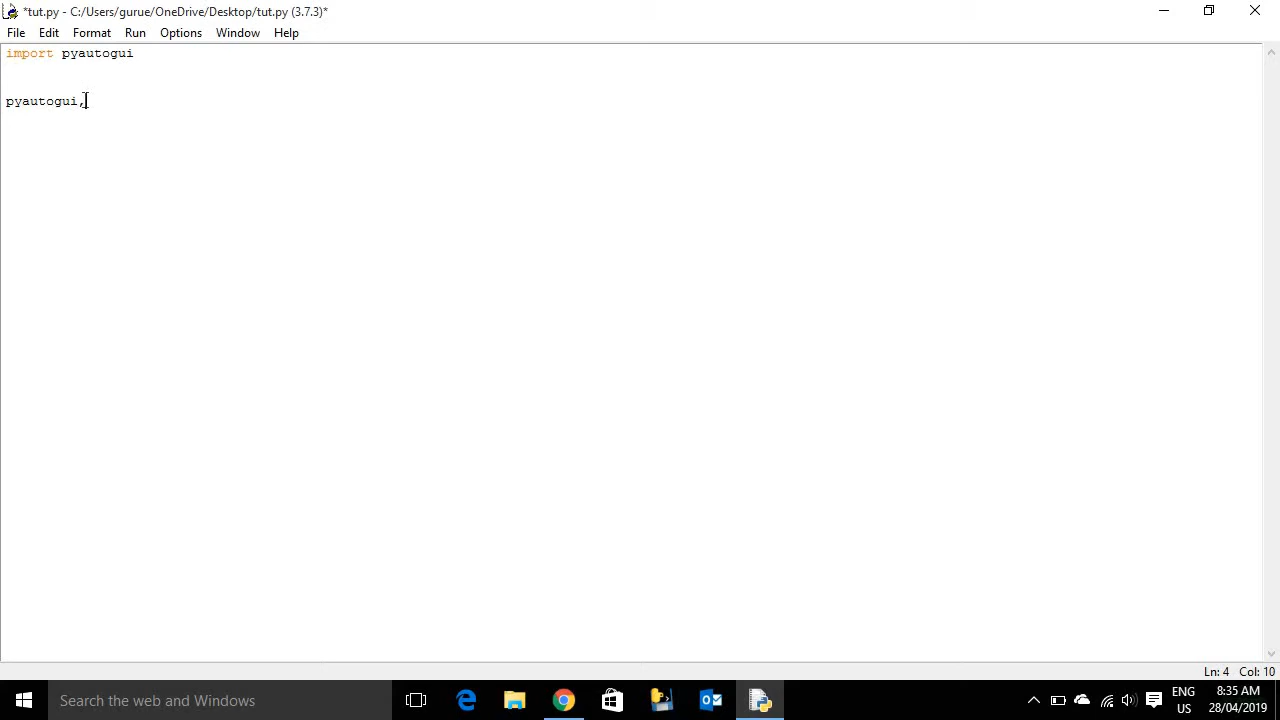 *tut.py - C:/Users/gurue/OneDrive/Desktop/tut.py (3.7.3)*
File Edit Format Run Options Window Help
import pyautogui
pyautogui,
Ln: 4 Col: 10
Search the web and Windows
ENG
US
8:35 AM
28/04/2019